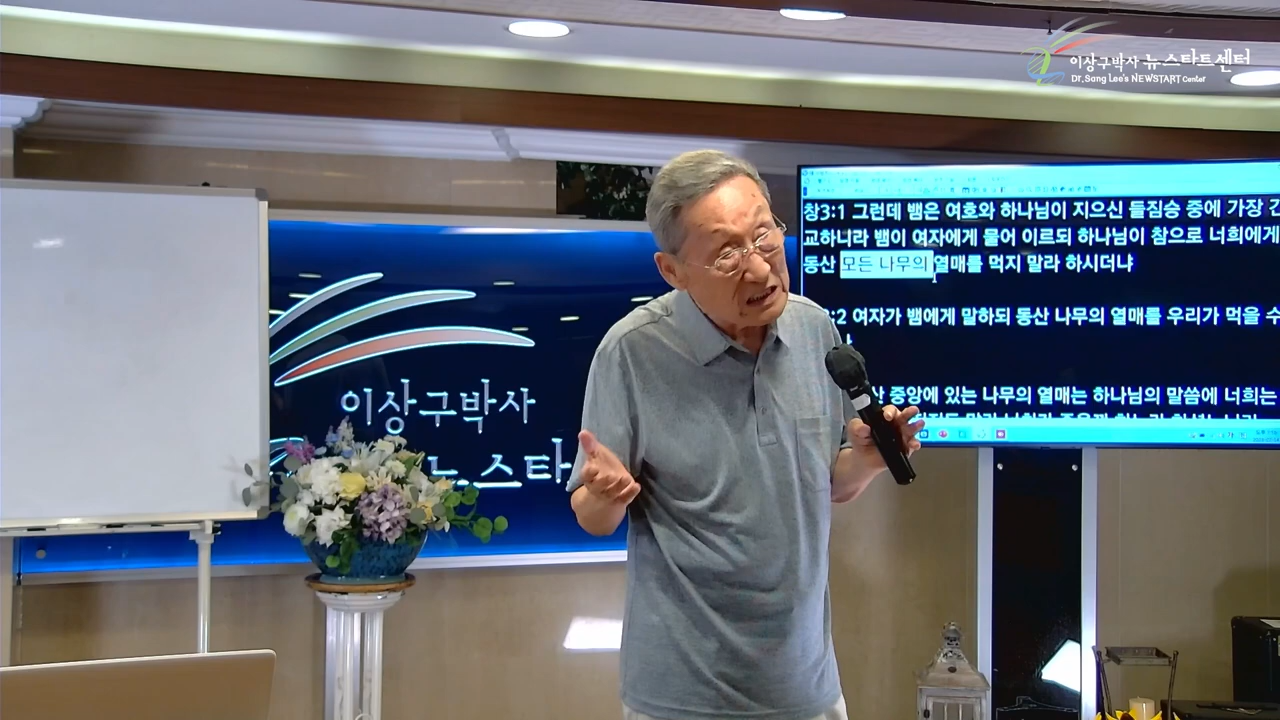 이상구박사 뉴스타트센터
Dr. Sang Lee's NEWSTART Center
창3:1 그런데 뱀은 여호와 하나님이 지으신 들짐승 중에 가장 간
교하니라 뱀이 여자에게 물어 이르되 하나님이 참으로 너희에게
동산 모든 나무의 열매를 먹지 말라 하시더냐
:2 여자가 뱀에게 말하되 동산 나무의 열매를 우리가 먹을 수
중앙에 있는 나무의 열매는 하나님의 말씀에 너희는
이상구박사
뉴스타